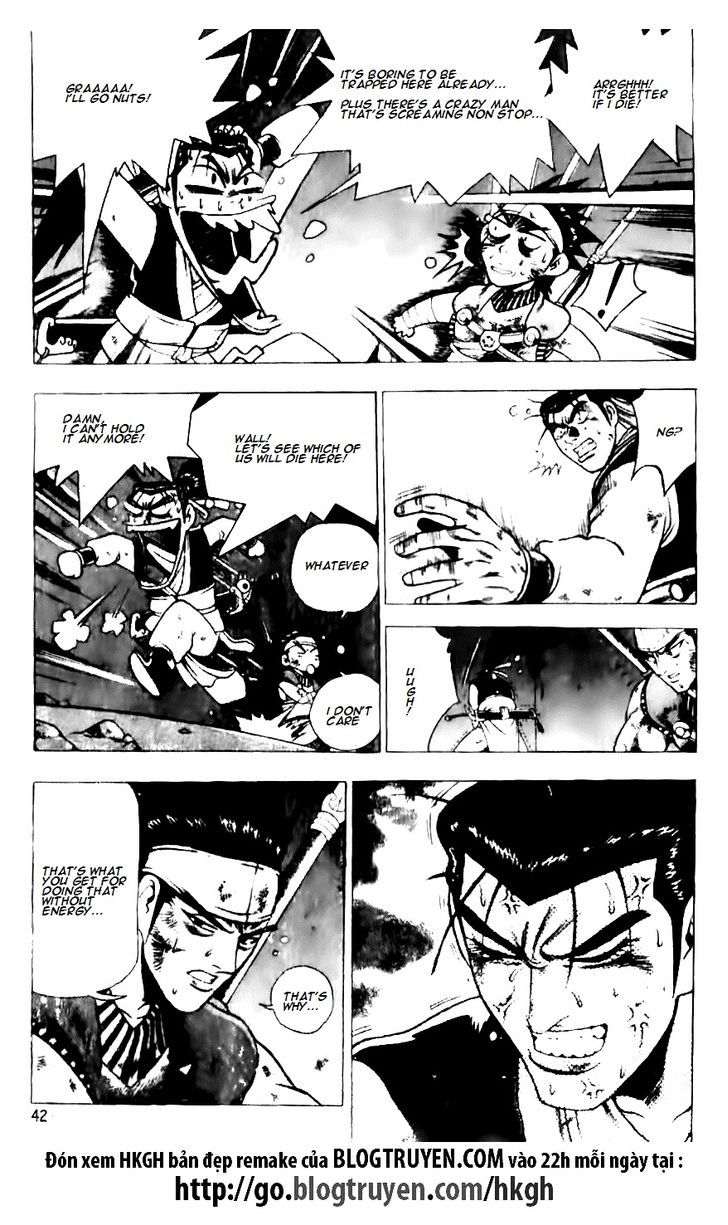 GRAAAAA!
I'LL GO NUTS!
IT'S BORING TO BE
TRAPPED HERE ALREADY...
PLUS THERE'S A CRAZY MAN
THAT'S SCREAMING NON STOP...
ARRGHHH!
IT'S BETTER
IF I DIE!
DAMN,
I CAN'T HOLD
IT ANYMORE!
WALL!
LET'S SEE WHICH OF
US WILL DIE HERE!
WHATEVER
I DON'T
CARE
NG?
UUGH!
THAT'S WHAT
YOU GET FOR
DOING THAT
WITHOUT
ENERGY...
THAT'S
WHY...
42
Đón xem HKGH bản đẹp remake của BLOGTRUYEN.COM vào 22h mỗi ngày tại :
http://go.blogtruyen.com/hkgh